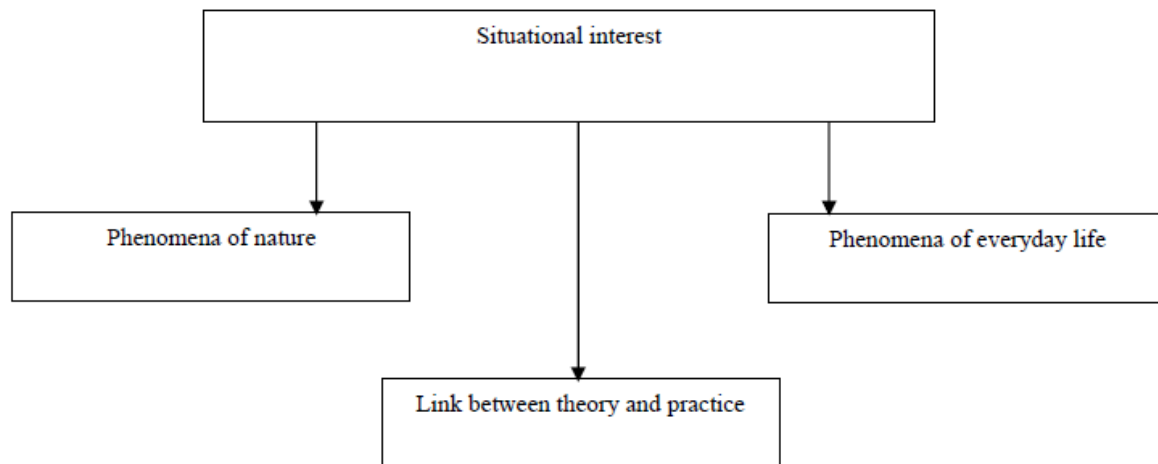 Situational interest
Phenomena of nature
Phenomena of everyday life
Link between theory and practice